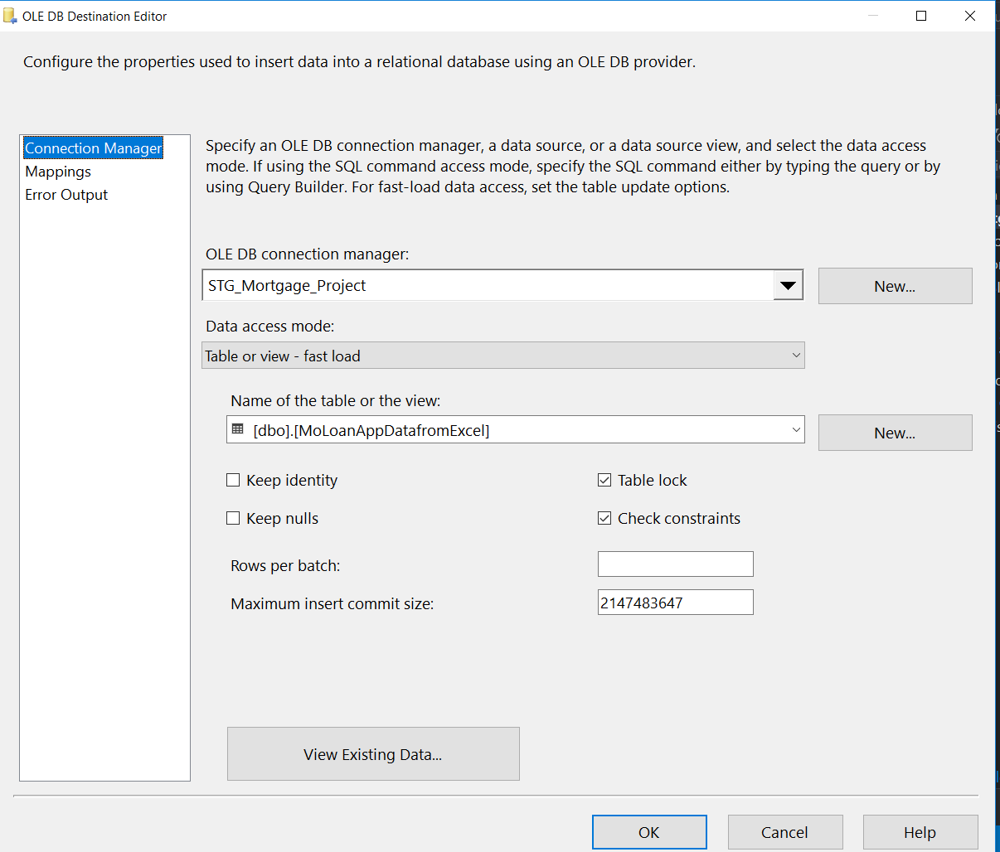 OLE DB Destination Editor
Configure the properties used to insert data into a relational database using an OLE DB provider.
Connection Manager
Mappings
Error Output
Specify an OLE DB connection manager, a data source, or a data source view, and select the data access
mode. If using the SQL command access mode, specify the SQL command either by typing the query or by
using Query Builder. For fast-load data access, set the table update options.
OLE DB connection manager:
STG_Mortgage_Project
New...
Data access mode:
Table or view - fast load
Name of the table or the view:
[dbo].[MoLoanAppDatafromExcel]
New...
Keep identity
Table lock
Keep nulls
Check constraints
Rows per batch:
Maximum insert commit size:
2147483647
View Existing Data...
OK
Cancel
Help